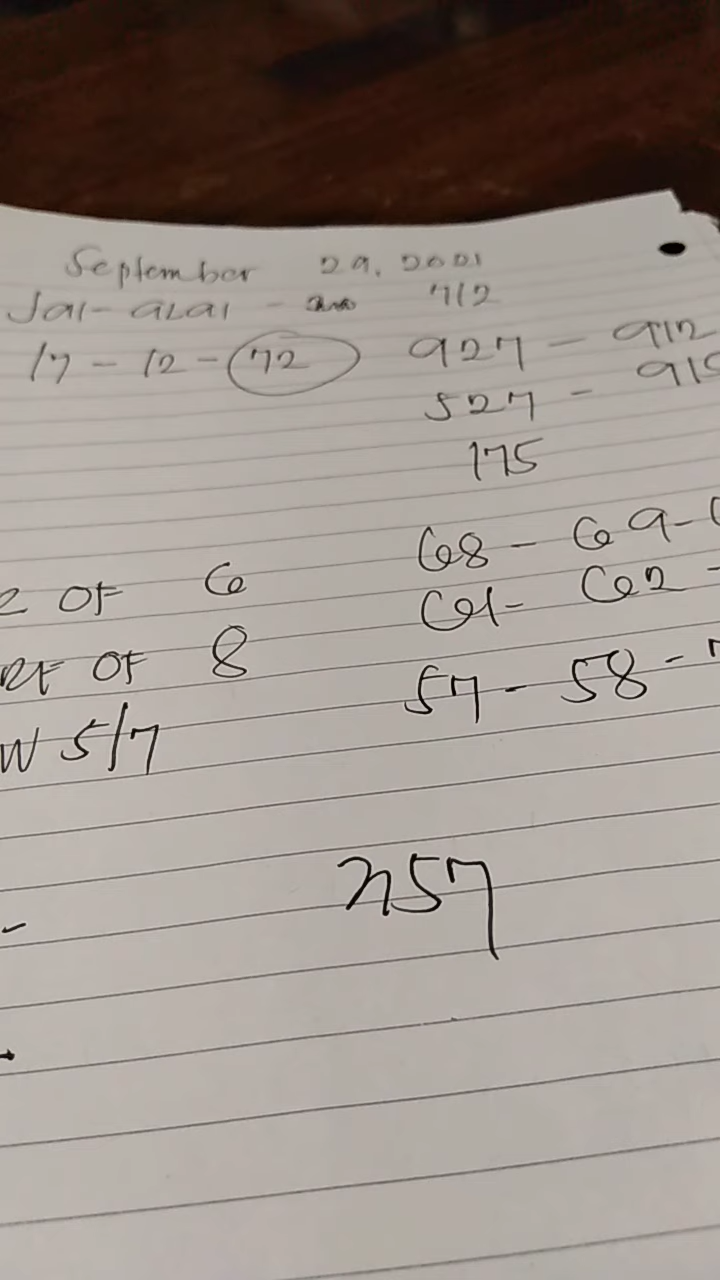 September 29, 2021
Jai-alai - 712
17 - 12 - 72 927 - 912
527 - 915
175
68 - 69 -
OF 6 61 - 62 -
OF 8 57 - 58 -
W 5/7
257